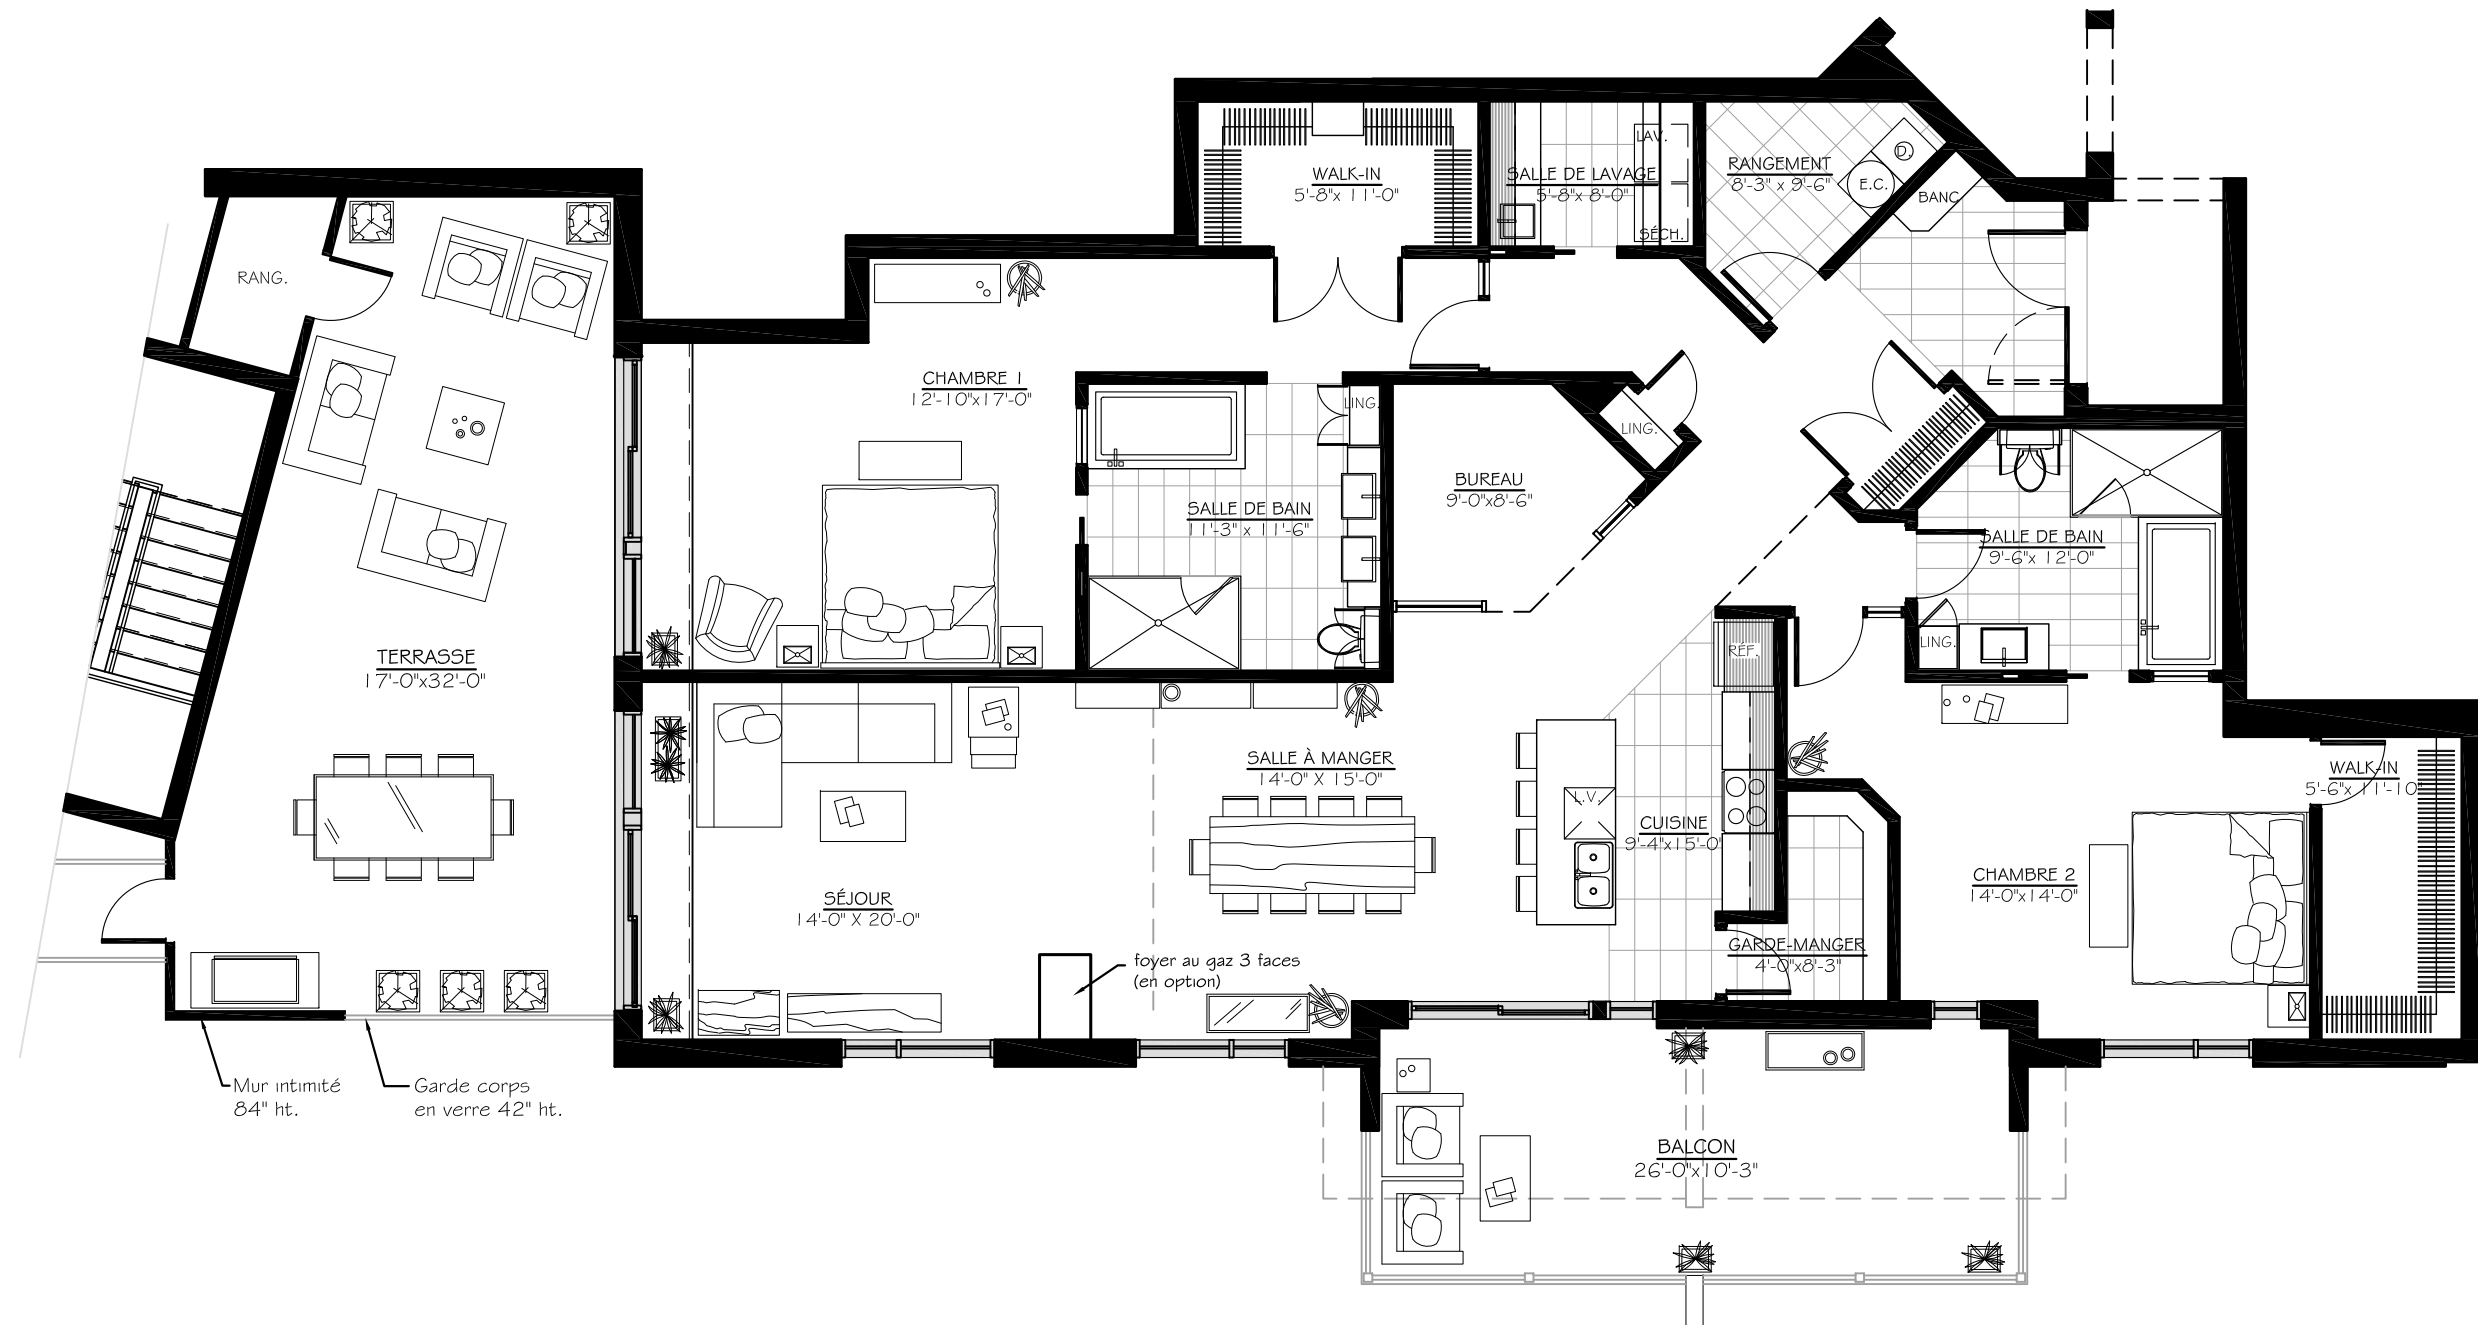 LAV.
WALK-IN
5'-8"x 11'-0"
SALLE DE LAVAGE
5'-8"x 8'-0"
SÉCH.
RANGEMENT
8'-3" x 9'-6"
D.
E.C.
BANC
RANG.
CHAMBRE 1
12'-10"x17'-0"
LING.
LING.
BUREAU
9'-0"x8'-6"
SALLE DE BAIN
11'-3" x 11'-6"
SALLE DE BAIN
9'-6"x 12'-0"
LING.
RÉF.
TERRASSE
17'-0"x32'-0"
SALLE À MANGER
14'-0" X 15'-0"
L.V.
CUISINE
9'-4"x15'-0"
WALK-IN
5'-6"x 11'-10"
SÉJOUR
14'-0" X 20'-0"
CHAMBRE 2
14'-0"x14'-0"
GARDE-MANGER
4'-0"x8'-3"
foyer au gaz 3 faces
(en option)
Mur intimité
84" ht.
Garde corps
en verre 42" ht.
BALCON
26'-0"x10'-3"